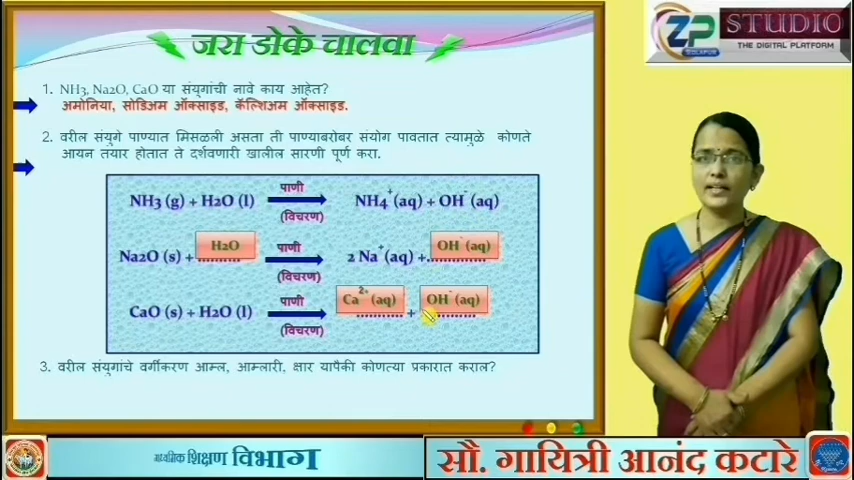 जरा डोके चालवा
1. NH3, Na2O, CaO या संयुगांची नावे काय आहेत?
अमोनिया, सोडिअम ऑक्साइड, कॅल्शिअम ऑक्साइड.
2. वरील संयुगे पाण्यात मिसळली असता ती पाण्याबरोबर संयोग पावतात त्यामुळे कोणते
आयन तयार होतात ते दर्शवणारी खालील सारणी पूर्ण करा.
NH3 (g) + H2O (l) पाणी (विचरण) NH4+(aq) + OH-(aq)
Na2O (s) + H2O पाणी (विचरण) 2 Na+(aq) + OH-(aq)
CaO (s) + H2O (l) पाणी (विचरण) Ca2+ (aq) + OH-(aq)
3. वरील संयुगांचे वर्गीकरण आम्ल, आम्लारी, क्षार यापैकी कोणत्या प्रकारात कराल?
ZP SOLAPUR STUDIO
THE DIGITAL PLATFORM
माध्यमिक शिक्षण विभाग
सौ. गायित्री आनंद कटारे